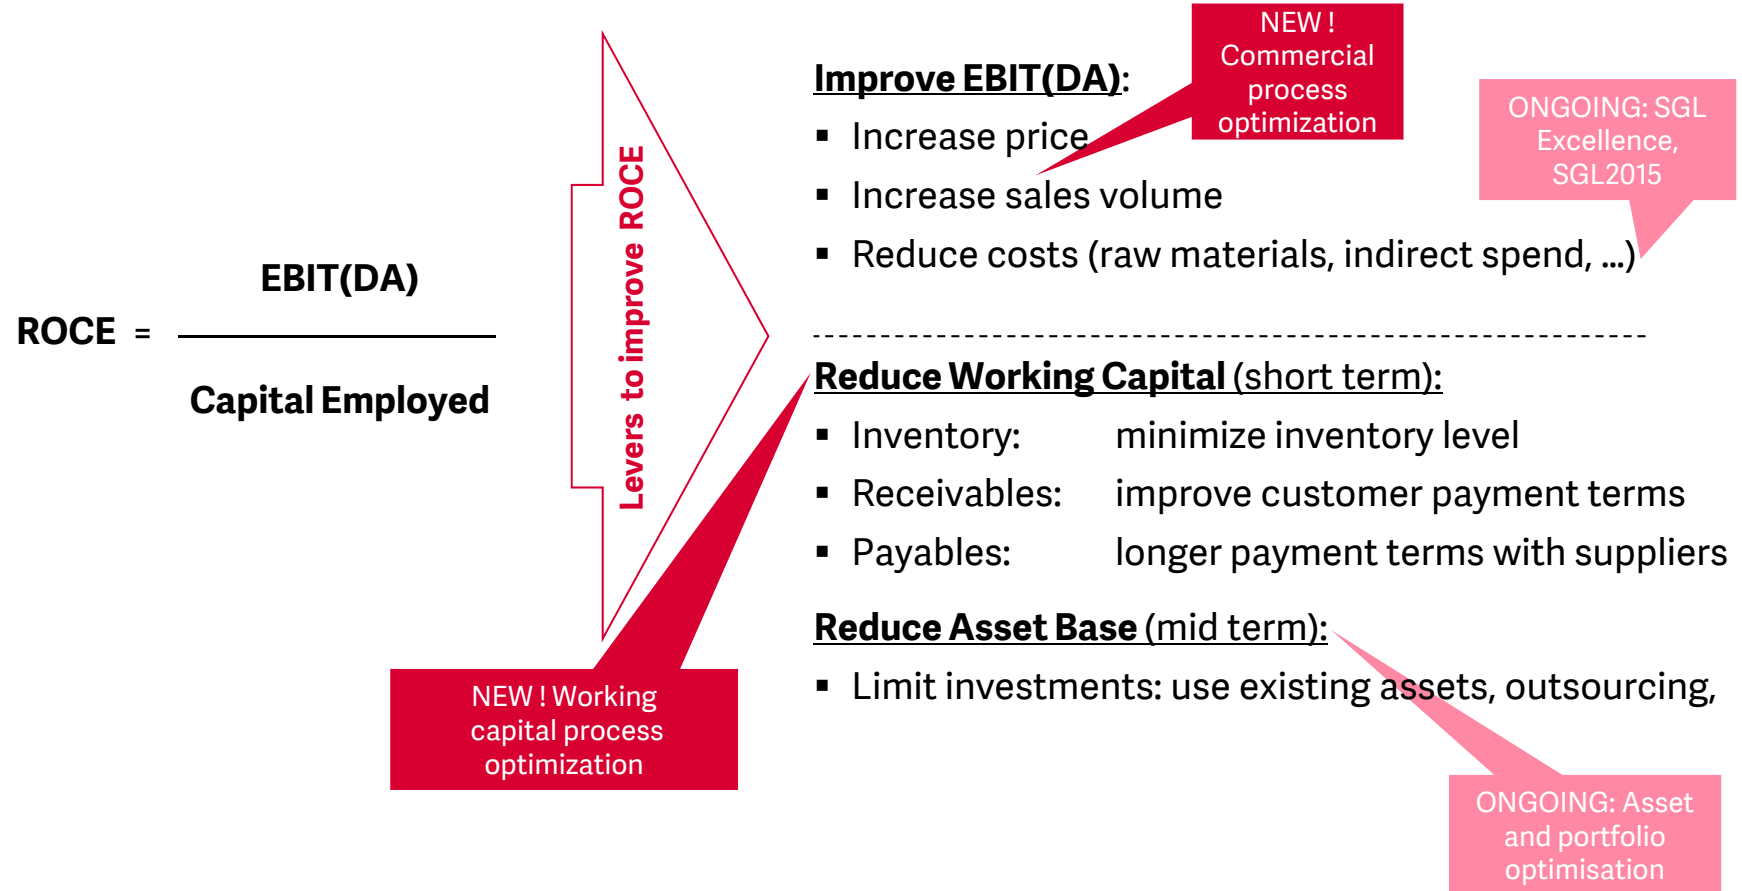 EBIT(DA)
ROCE =
Capital Employed
Levers to improve ROCE
NEW !
Commercial
process
optimization
Improve EBIT(DA):
▪ Increase price
▪ Increase sales volume
▪ Reduce costs (raw materials, indirect spend, ...)
ONGOING: SGL
Excellence,
SGL2015
Reduce Working Capital (short term):
▪ Inventory: minimize inventory level
▪ Receivables: improve customer payment terms
▪ Payables: longer payment terms with suppliers
NEW ! Working
capital process
optimization
Reduce Asset Base (mid term):
▪ Limit investments: use existing assets, outsourcing,
ONGOING: Asset
and portfolio
optimisation